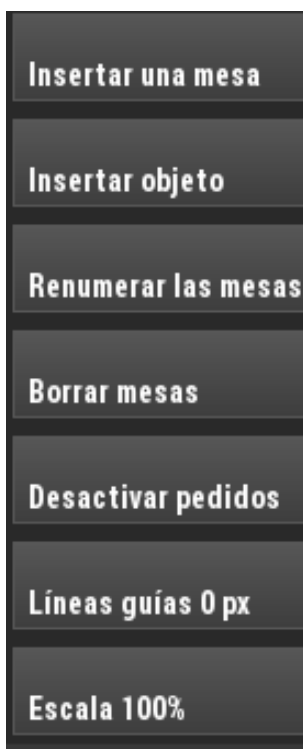 Insertar una mesa
Insertar objeto
Renumerar las mesas
Borrar mesas
Desactivar pedidos
Líneas guías 0 px
Escala 100%